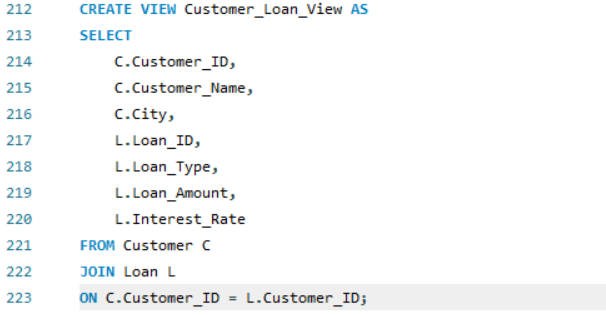 212 CREATE VIEW Customer_Loan_View AS
213 SELECT
214 C.Customer_ID,
215 C.Customer_Name,
216 C.City,
217 L.Loan_ID,
218 L.Loan_Type,
219 L.Loan_Amount,
220 L.Interest_Rate
221 FROM Customer C
222 JOIN Loan L
223 ON C.Customer_ID = L.Customer_ID;